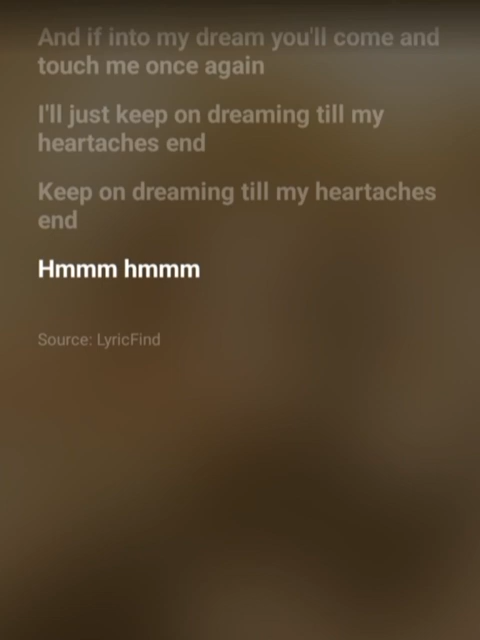 And if into my dream you'll come and
touch me once again
I'll just keep on dreaming till my
heartaches end
Keep on dreaming till my heartaches
end
Hmmm hmmm
Source: LyricFind